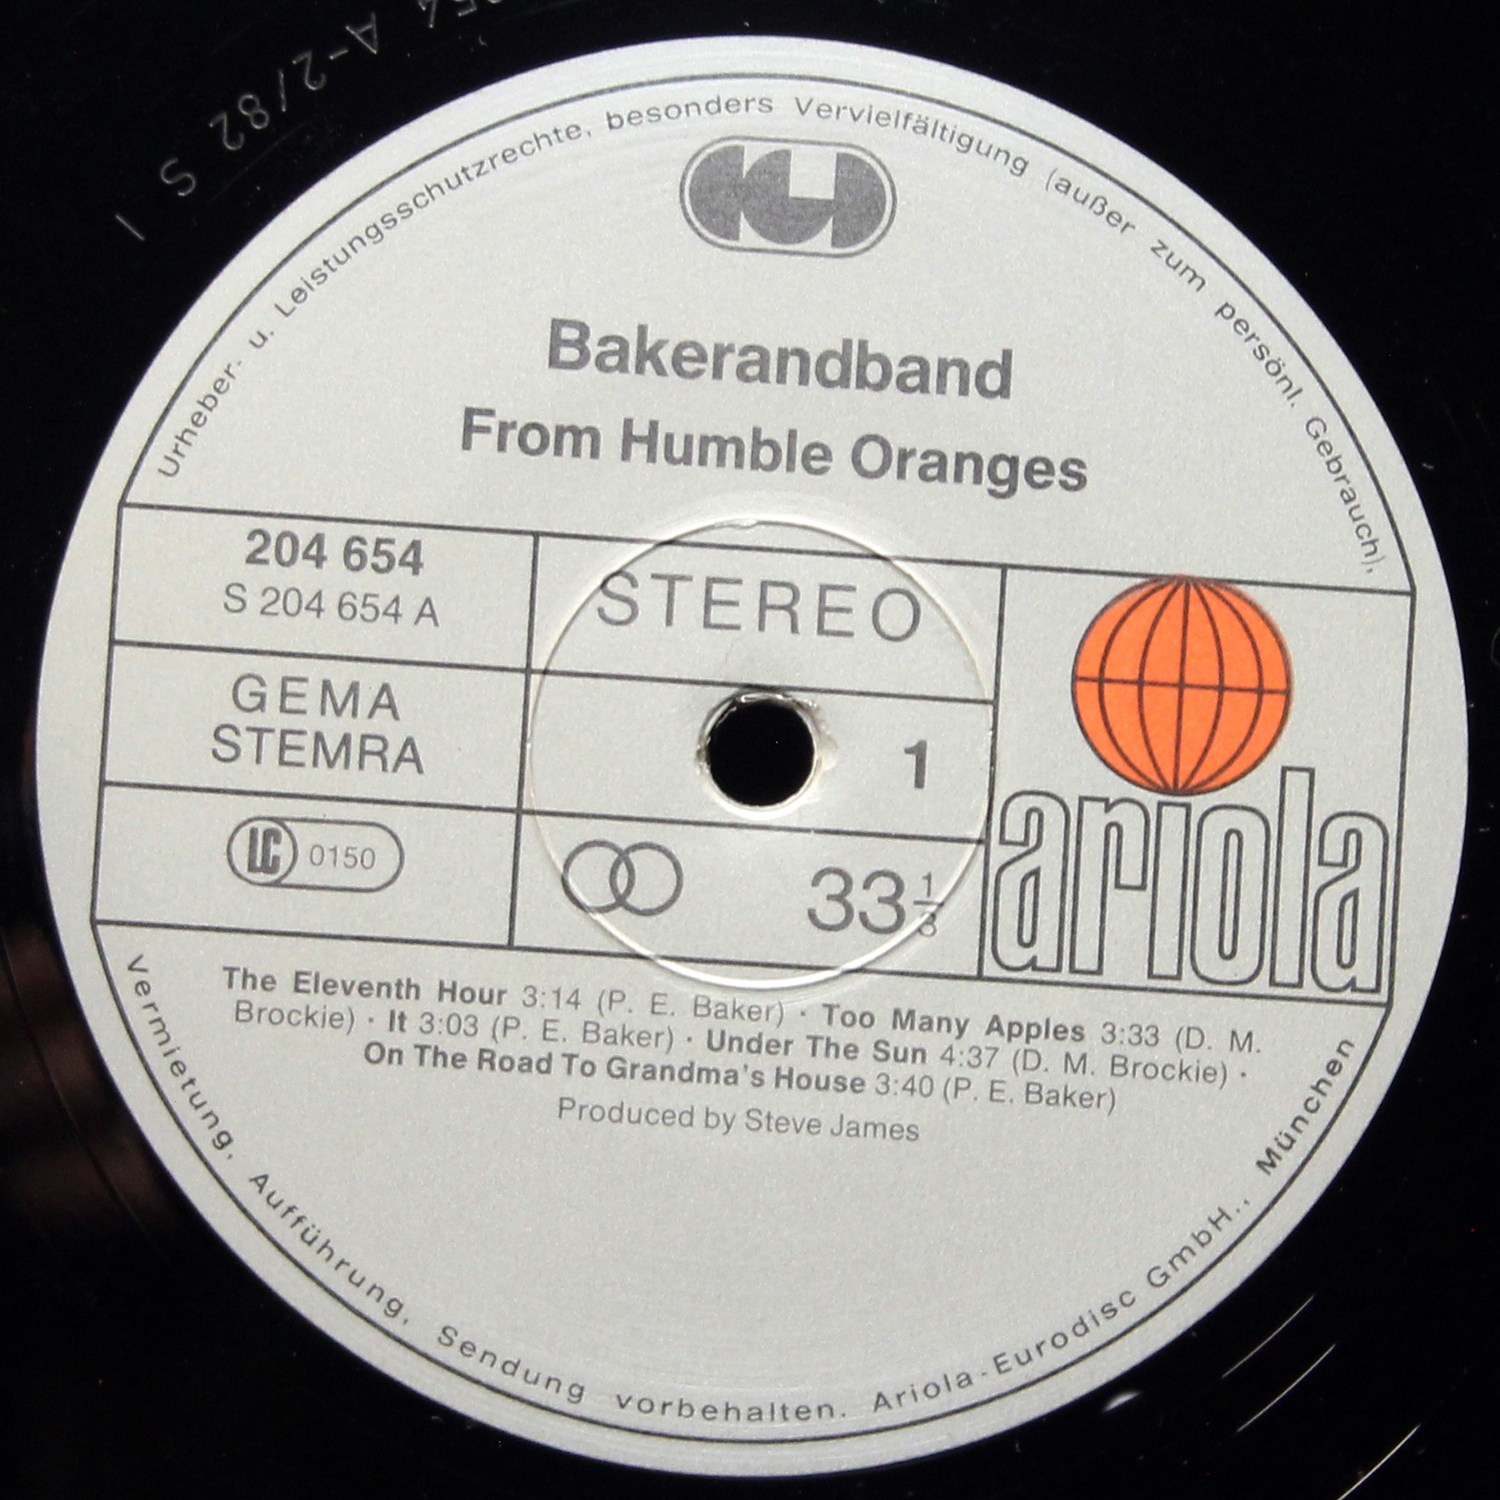 Urheber- u. Leistungsschutzrechte, besonders Vervielfältigung (außer zum persönl. Gebrauch),
Bakerandband
From Humble Oranges
204 654
S 204 654 A
STEREO
GEMA
STEMRA
1
LC 0150
33 1/3
ariola
The Eleventh Hour 3:14 (P. E. Baker) · Too Many Apples 3:33 (D. M.
Brockie) · It 3:03 (P. E. Baker) · Under The Sun 4:37 (D. M. Brockie) ·
On The Road To Grandma's House 3:40 (P. E. Baker)
Produced by Steve James
Vermietung, Aufführung, Sendung vorbehalten. Ariola-Eurodisc GmbH., München
A-2/82 S